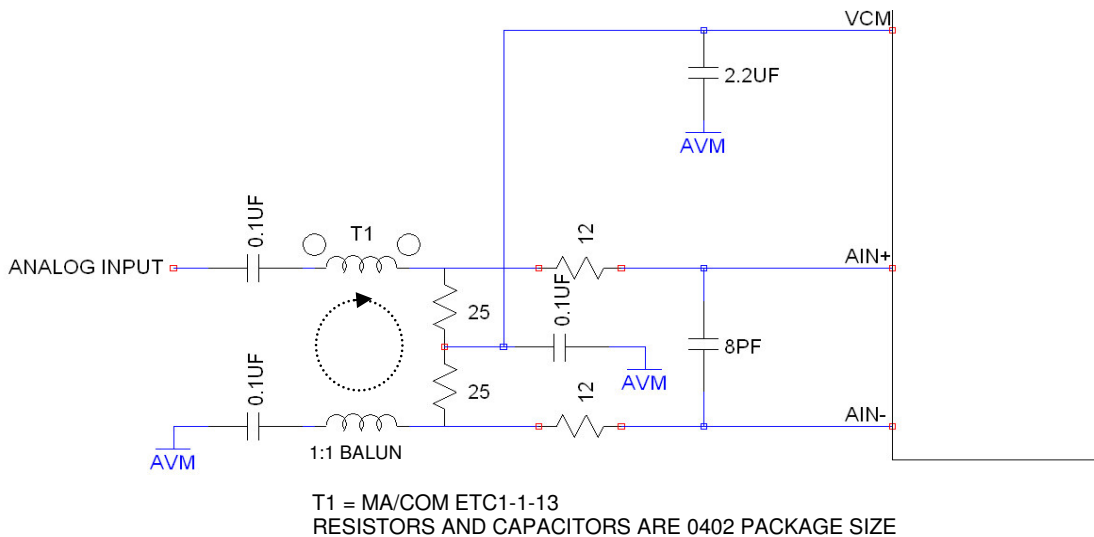 VCM
2.2UF
AVM
0.1UF
T1
12
ANALOG INPUT
AIN+
0.1UF
25
8PF
0.1UF
25
AVM
12
AIN-
AVM
1:1 BALUN
T1 = MA/COM ETC1-1-13
RESISTORS AND CAPACITORS ARE 0402 PACKAGE SIZE